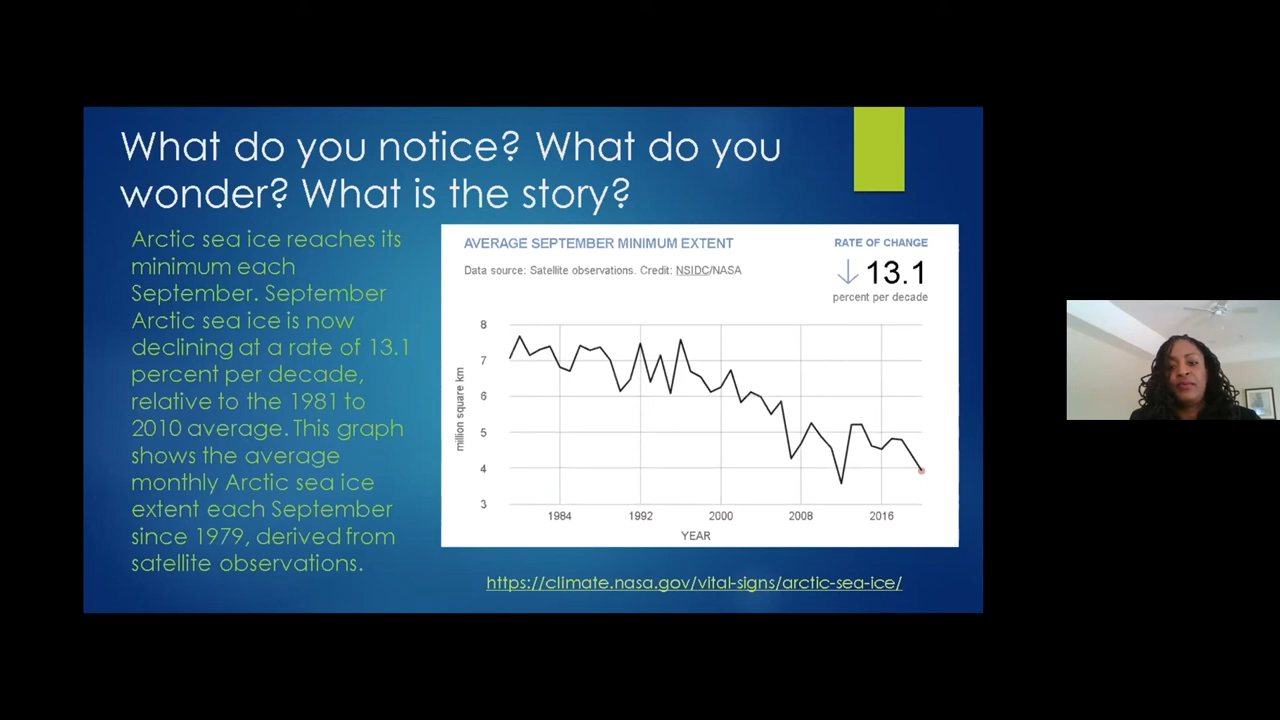 What do you notice? What do you
wonder? What is the story?
Arctic sea ice reaches its
minimum each
September. September
Arctic sea ice is now
declining at a rate of 13.1
percent per decade,
relative to the 1981 to
2010 average. This graph
shows the average
monthly Arctic sea ice
extent each September
since 1979, derived from
satellite observations.
AVERAGE SEPTEMBER MINIMUM EXTENT
Data source: Satellite observations. Credit: NSIDC/NASA
RATE OF CHANGE
↓ 13.1
percent per decade
million square km
8
7
6
5
4
3
1984 1992 2000 2008 2016
YEAR
https://climate.nasa.gov/vital-signs/arctic-sea-ice/